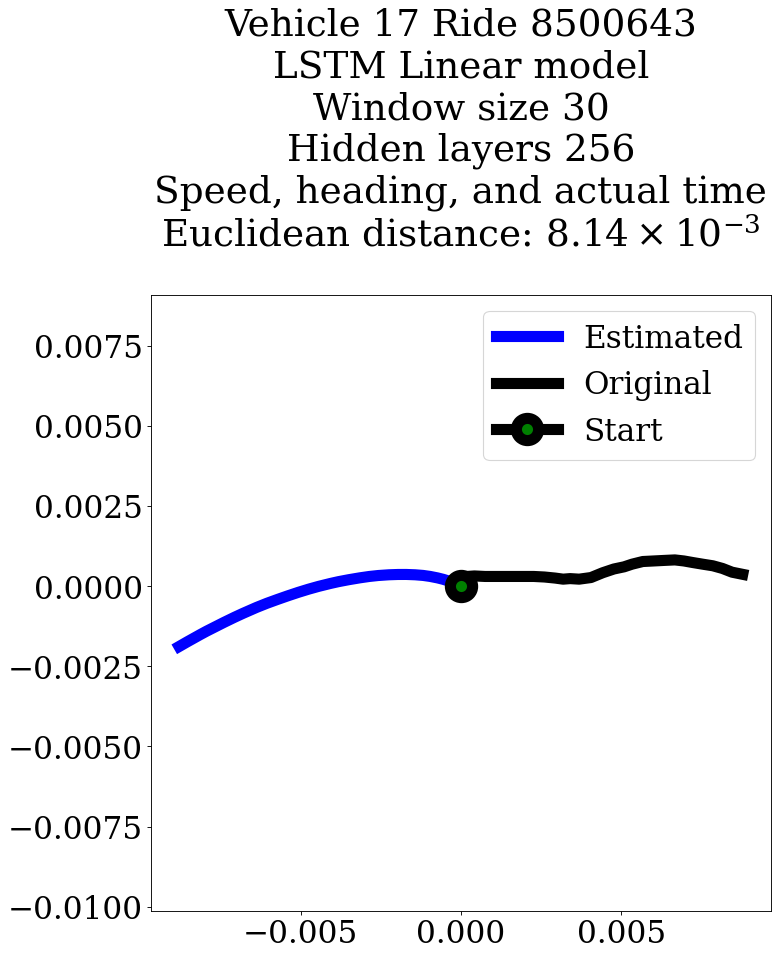 Vehicle 17 Ride 8500643
LSTM Linear model
Window size 30
Hidden layers 256
Speed, heading, and actual time
Euclidean distance: 8.14 × 10⁻³
Estimated
Original
Start
0.0075
0.0050
0.0025
0.0000
−0.0025
−0.0050
−0.0075
−0.0100
−0.005 0.000 0.005